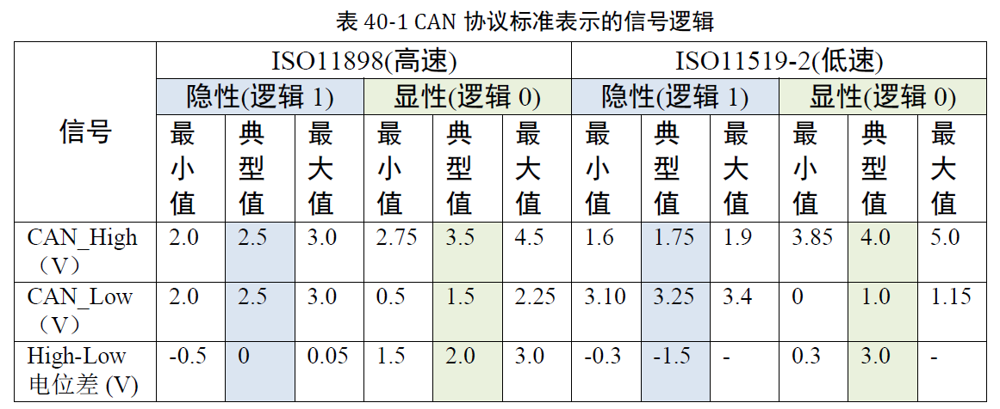 表 40-1 CAN 协议标准表示的信号逻辑
信号 ISO11898(高速) ISO11519-2(低速)
隐性(逻辑 1) 显性(逻辑 0) 隐性(逻辑 1) 显性(逻辑 0)
最小值 典型值 最大值 最小值 典型值 最大值 最小值 典型值 最大值 最小值 典型值 最大值
CAN_High（V） 2.0 2.5 3.0 2.75 3.5 4.5 1.6 1.75 1.9 3.85 4.0 5.0
CAN_Low（V） 2.0 2.5 3.0 0.5 1.5 2.25 3.10 3.25 3.4 0 1.0 1.15
High-Low 电位差 (V) -0.5 0 0.05 1.5 2.0 3.0 -0.3 -1.5 - 0.3 3.0 -